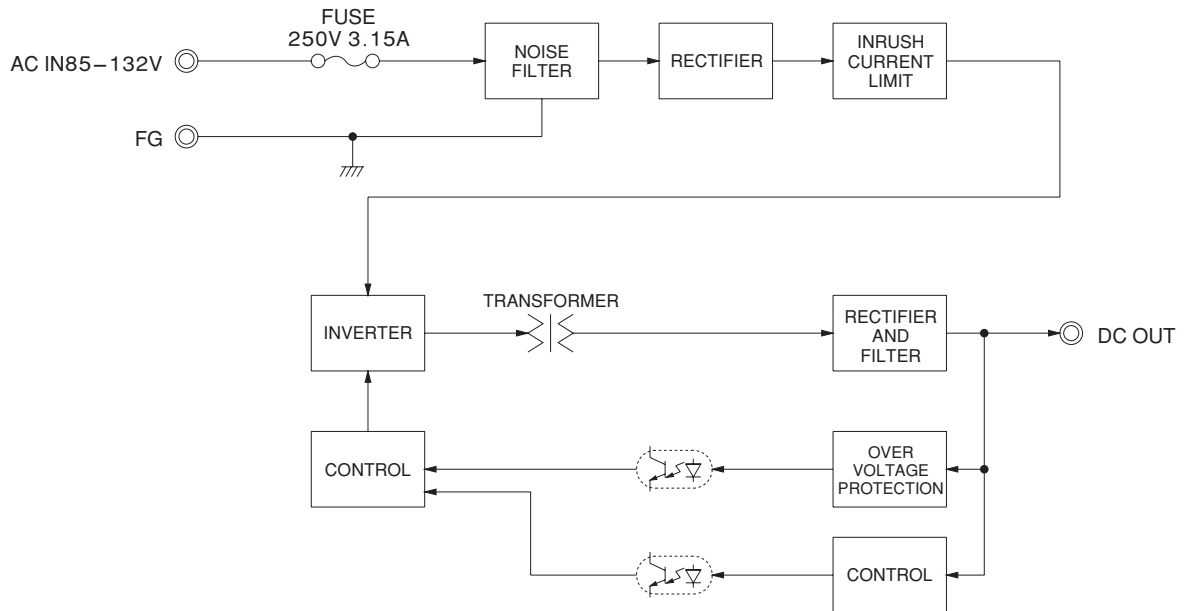 FUSE
250V 3.15A
AC IN85-132V
NOISE
FILTER
RECTIFIER
INRUSH
CURRENT
LIMIT
FG
TRANSFORMER
INVERTER
RECTIFIER
AND
FILTER
DC OUT
CONTROL
OVER
VOLTAGE
PROTECTION
CONTROL